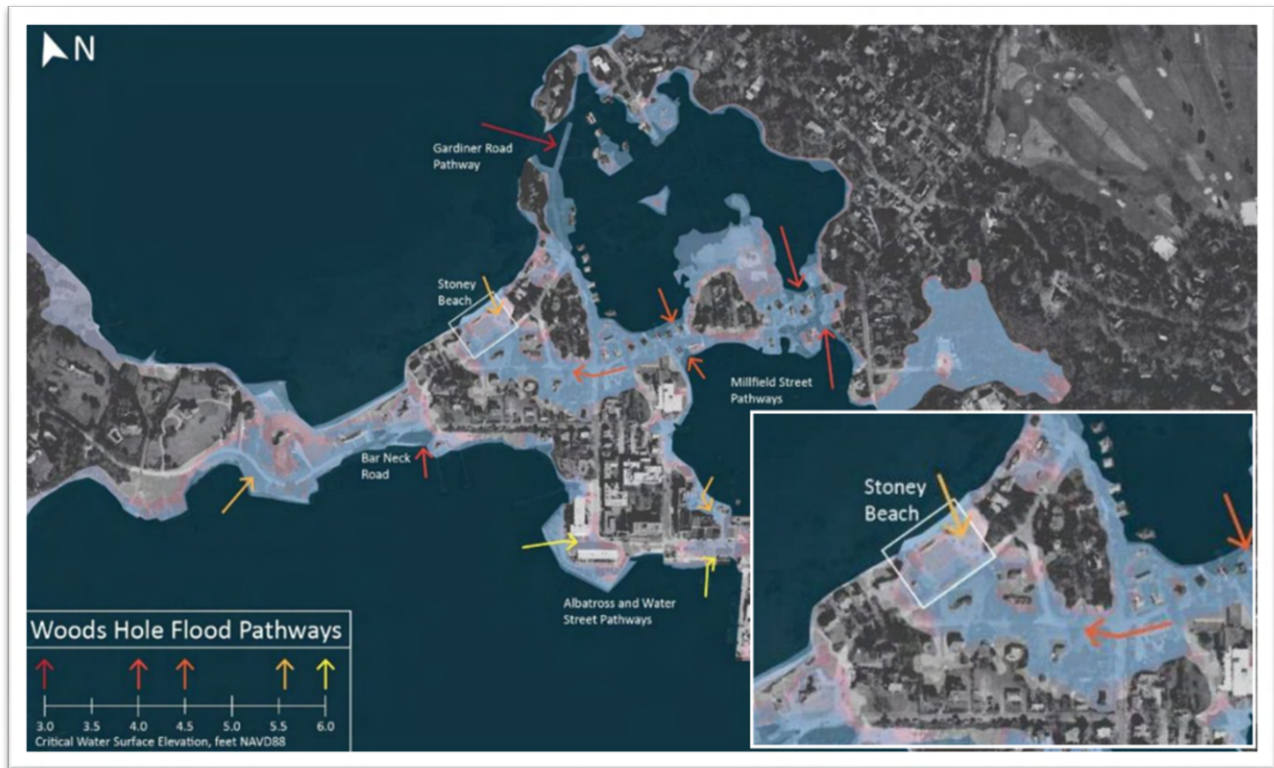 N
Gardiner Road
Pathway
Stoney
Beach
Millfield Street
Pathways
Bar Neck
Road
Albatross and Water
Street Pathways
Stoney
Beach
Woods Hole Flood Pathways
3.0 3.5 4.0 4.5 5.0 5.5 6.0
Critical Water Surface Elevation, feet NAVD88